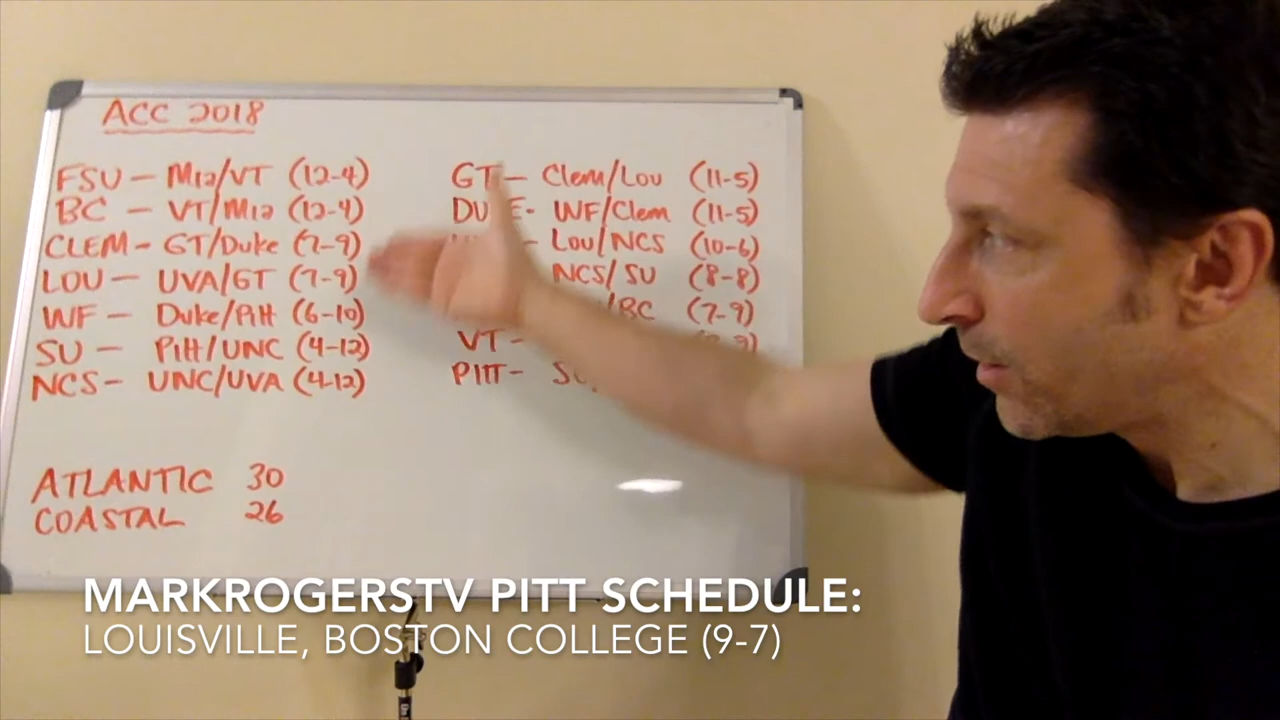 ACC 2018
FSU - Mia/VT (12-4)
BC - VT/Mia (12-4)
CLEM - GT/Duke (7-9)
LOU - UVA/GT (7-9)
WF - Duke/Pitt (6-10)
SU - Pitt/UNC (4-12)
NCS - UNC/UVA (4-12)
GT - Clem/Lou (11-5)
DUKE - WF/Clem (11-5)
- Lou/NCS (10-6)
NCS/SU (8-8)
/BC (7-9)
VT -
PITT -
ATLANTIC 30
COASTAL 26
MARKROGERSTV PITT SCHEDULE:
LOUISVILLE, BOSTON COLLEGE (9-7)